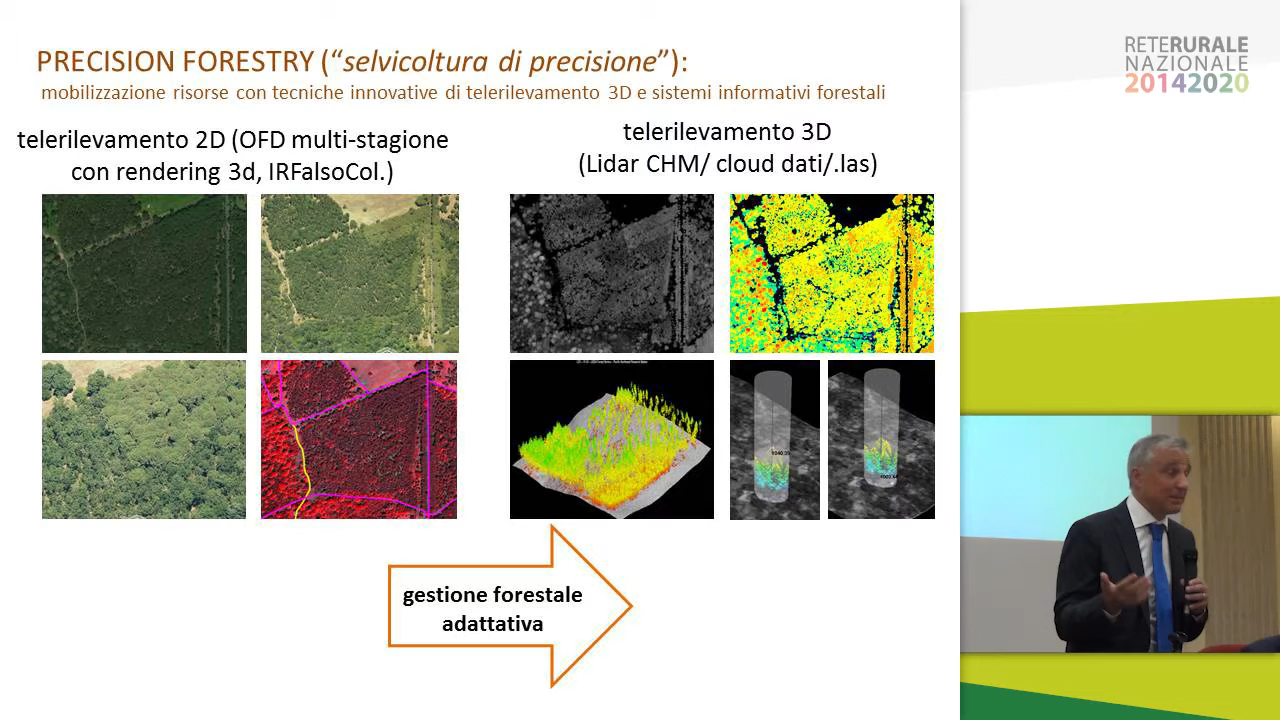 PRECISION FORESTRY (“selvicoltura di precisione”):
mobilizzazione risorse con tecniche innovative di telerilevamento 3D e sistemi informativi forestali
telerilevamento 2D (OFD multi-stagione
con rendering 3d, IRFalsoCol.)
telerilevamento 3D
(Lidar CHM/ cloud dati/.las)
gestione forestale
adattativa
RETERURALE
NAZIONALE
20142020